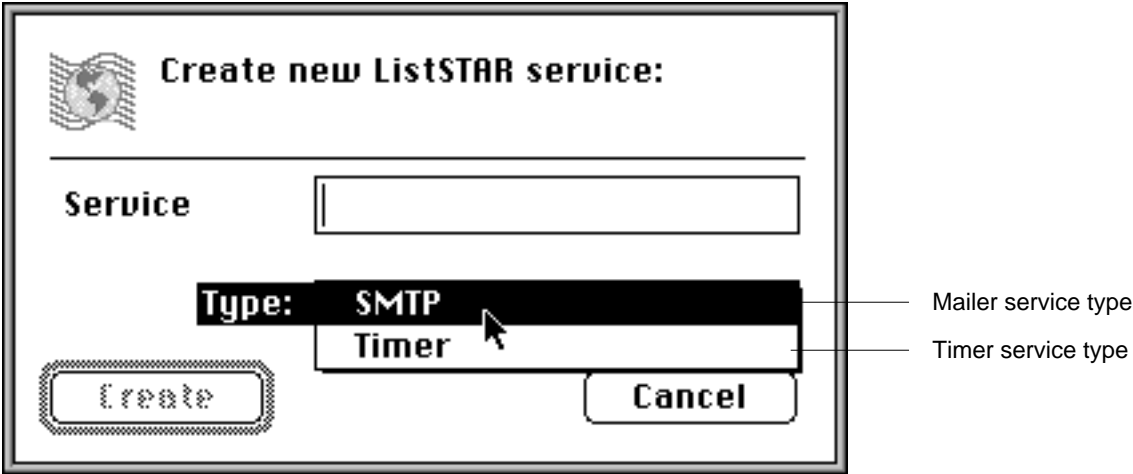 Create new ListSTAR service:
Service
Type: SMTP
Mailer service type
Timer
Timer service type
Create
Cancel